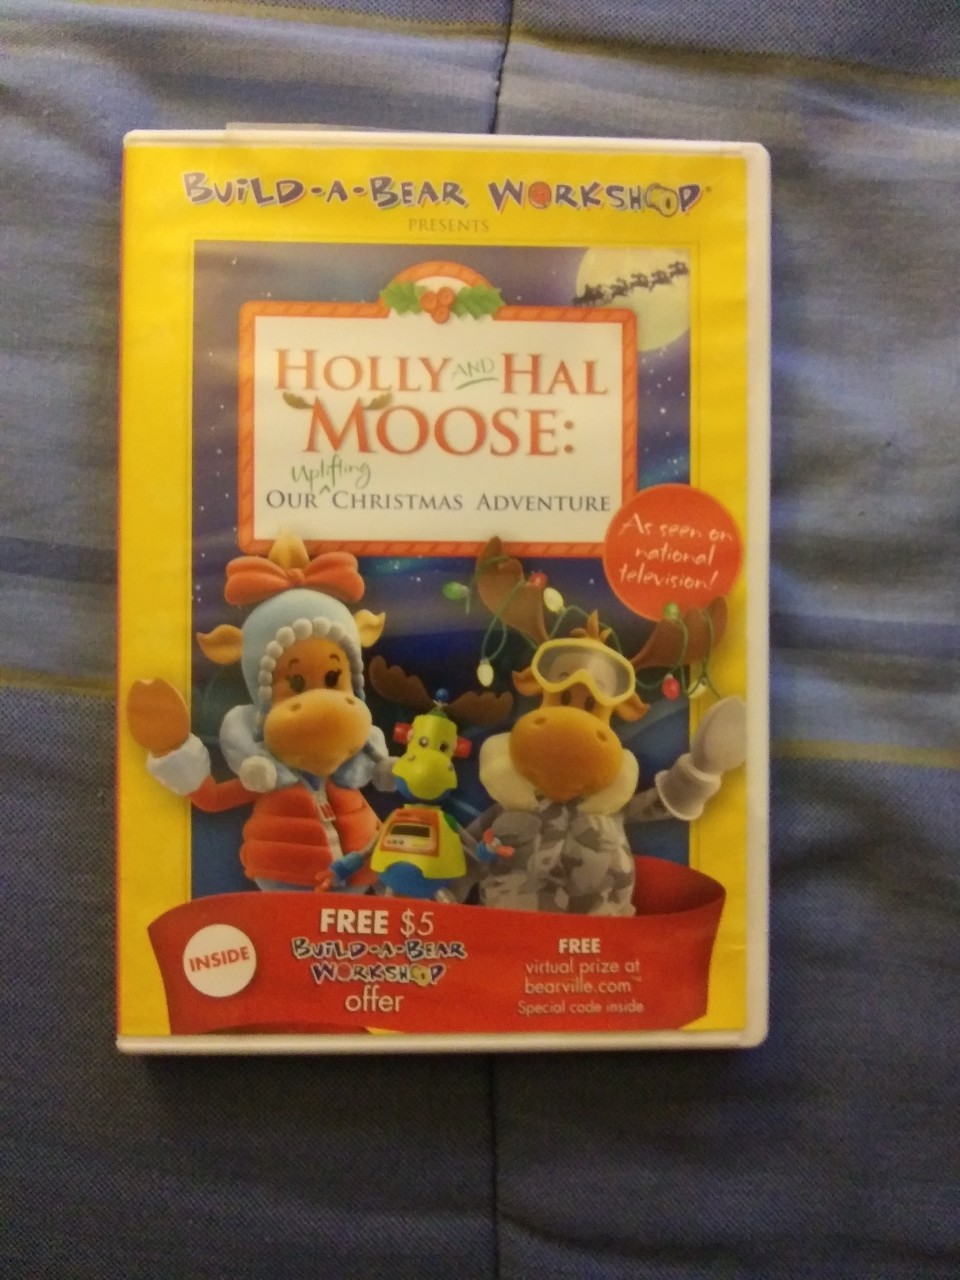 BUILD-A-BEAR WORKSHOP®
PRESENTS
HOLLY AND HAL
MOOSE:
Uplifting
OUR ^ CHRISTMAS ADVENTURE
As seen on
national
television!
INSIDE
FREE $5
BUILD-A-BEAR
WORKSHOP
offer
FREE
virtual prize at
bearville.com™
Special code inside